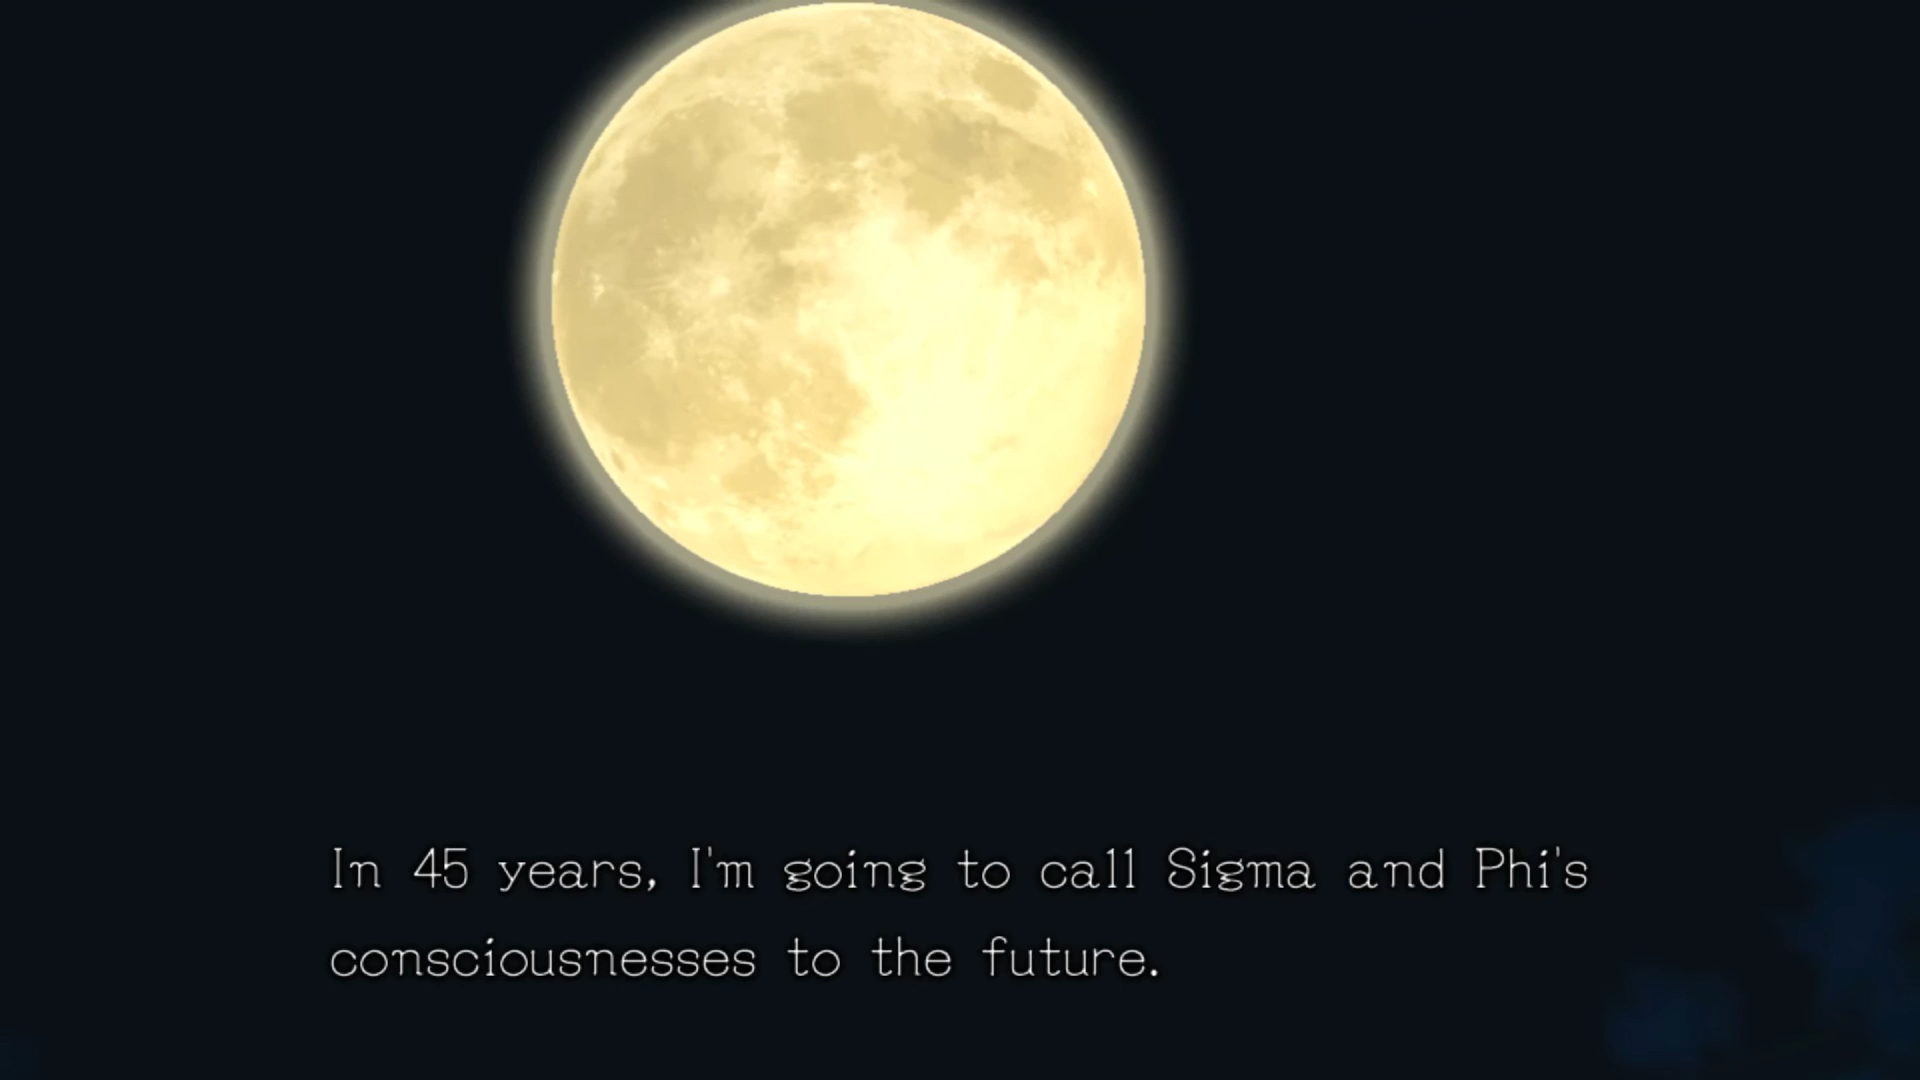 In 45 years, I'm going to call Sigma and Phi's
consciousnesses to the future.